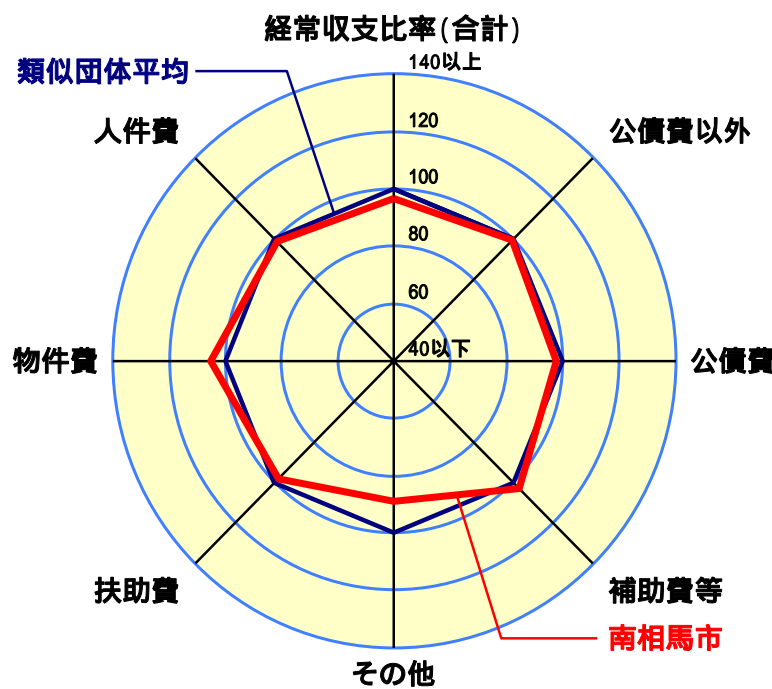 経常収支比率(合計)
140以上
類似団体平均
120
人件費
公債費以外
100
80
60
40以下
物件費
公債費
扶助費
補助費等
南相馬市
その他